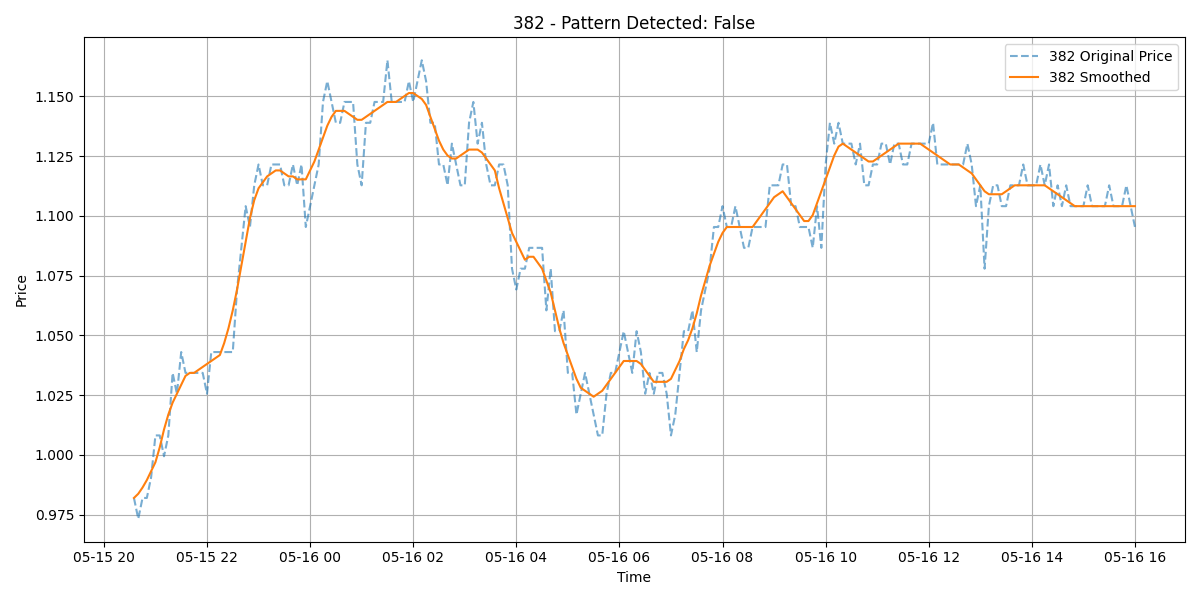 382 - Pattern Detected: False
382 Original Price
382 Smoothed
Price
1.150
1.125
1.100
1.075
1.050
1.025
1.000
0.975
05-15 20 05-15 22 05-16 00 05-16 02 05-16 04 05-16 06 05-16 08 05-16 10 05-16 12 05-16 14 05-16 16
Time